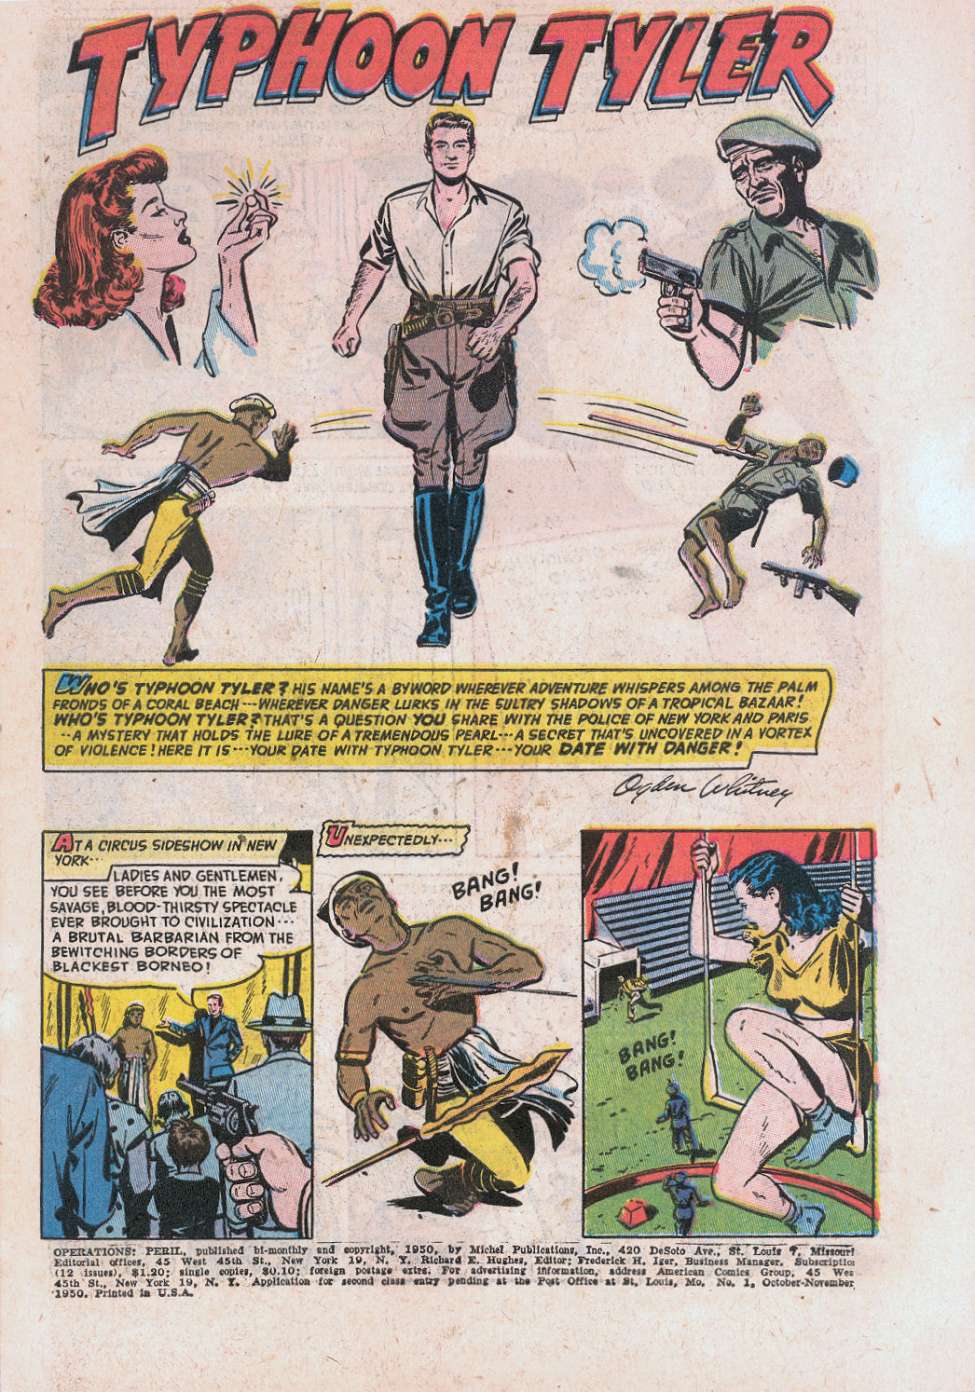 TYPHOON TYLER
WHO'S TYPHOON TYLER? HIS NAME'S A BYWORD WHEREVER ADVENTURE WHISPERS AMONG THE PALM
FRONDS OF A CORAL BEACH---WHEREVER DANGER LURKS IN THE SULTRY SHADOWS OF A TROPICAL BAZAAR!
WHO'S TYPHOON TYLER? THAT'S A QUESTION YOU SHARE WITH THE POLICE OF NEW YORK AND PARIS
--A MYSTERY THAT HOLDS THE LURE OF A TREMENDOUS PEARL---A SECRET THAT'S UNCOVERED IN A VORTEX
OF VIOLENCE! HERE IT IS---YOUR DATE WITH TYPHOON TYLER---YOUR DATE WITH DANGER!
Ogden Whitney
AT A CIRCUS SIDESHOW IN NEW
YORK---
LADIES AND GENTLEMEN,
YOU SEE BEFORE YOU THE MOST
SAVAGE, BLOOD-THIRSTY SPECTACLE
EVER BROUGHT TO CIVILIZATION---
A BRUTAL BARBARIAN FROM THE
BEWITCHING BORDERS OF
BLACKEST BORNEO!
UNEXPECTEDLY---
BANG!
BANG!
BANG!
BANG!
OPERATIONS: PERIL, published bi-monthly and copyright, 1950, by Michel Publications, Inc., 420 DeSoto Ave., St. Louis 7, Missouri
Editorial offices, 45 West 45th St., New York 19, N. Y. Richard E. Hughes, Editor; Frederick H. Iger, Business Manager. Subscription
(12 issues), $1.20; single copies, $0.10; foreign postage extra. For advertising information, address American Comics Group, 45 Wes
45th St., New York 19, N. Y. Application for second class entry pending at the Post Office at St. Louis, Mo. No. 1, October-November
1950. Printed in U.S.A.